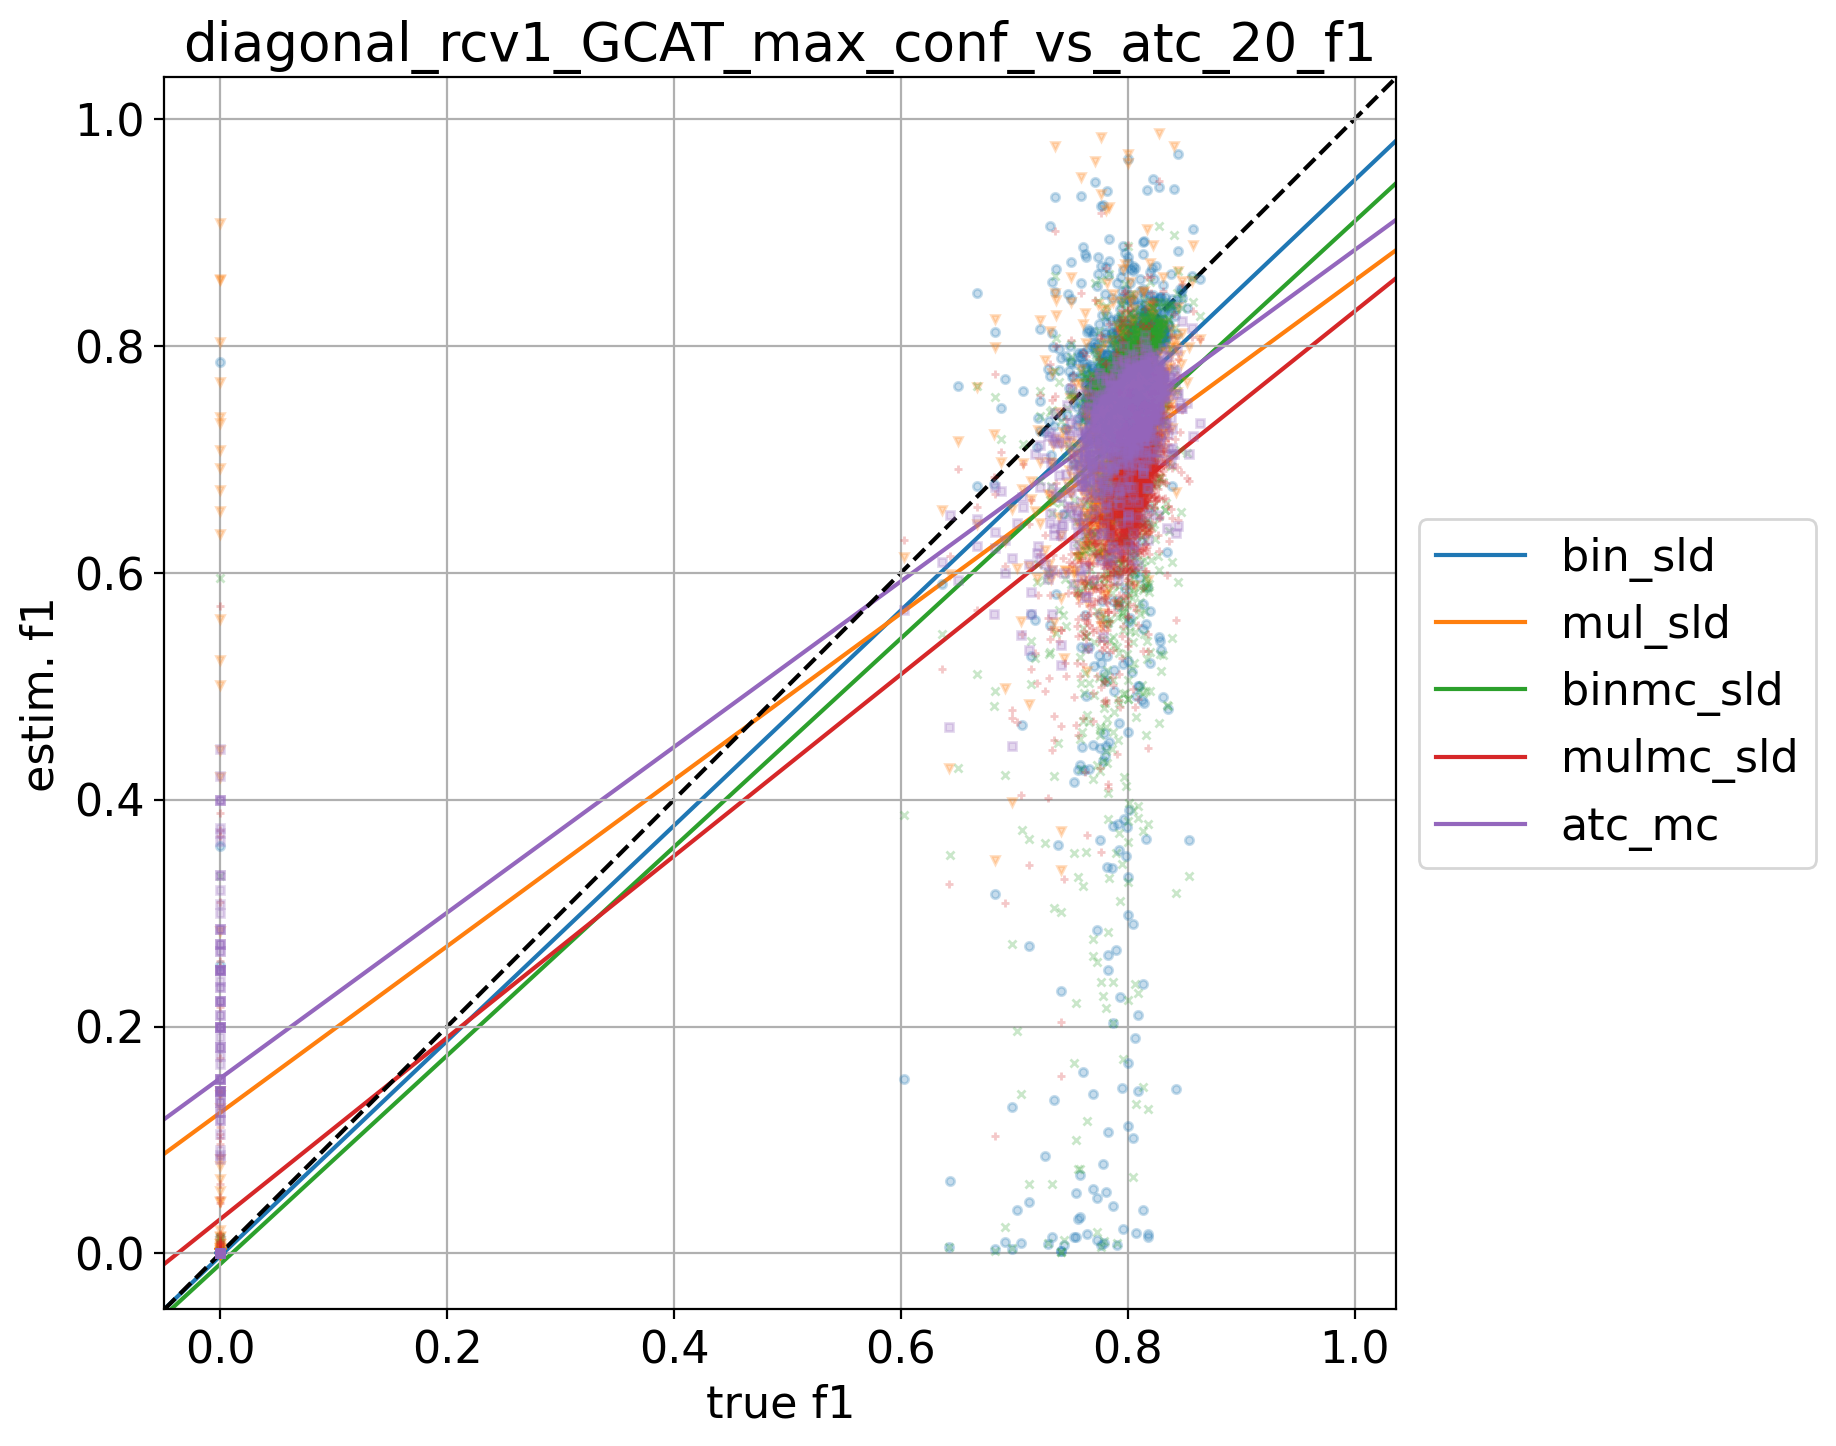 diagonal_rcv1_GCAT_max_conf_vs_atc_20_f1
1.0
0.8
0.6
0.4
0.2
0.0
estim. f1
0.0 0.2 0.4 0.6 0.8 1.0
true f1
bin_sld
mul_sld
binmc_sld
mulmc_sld
atc_mc